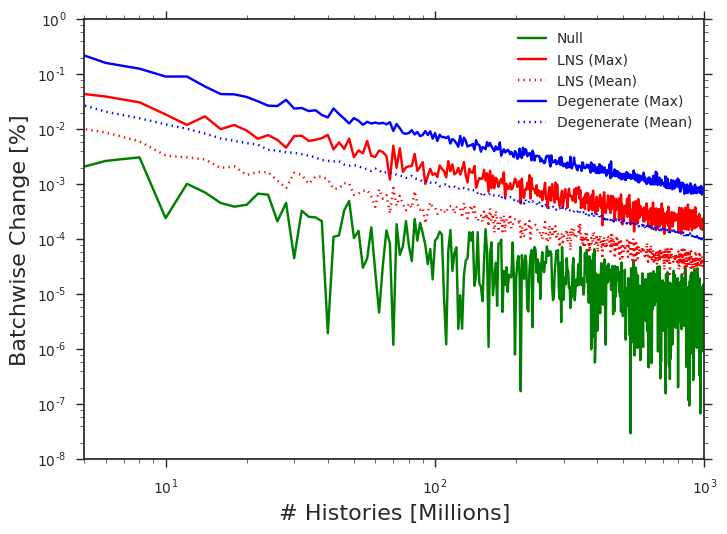 10^0
10^-1
10^-2
10^-3
10^-4
10^-5
10^-6
10^-7
10^-8
Batchwise Change [%]
Null
LNS (Max)
LNS (Mean)
Degenerate (Max)
Degenerate (Mean)
10^1 10^2 10^3
# Histories [Millions]